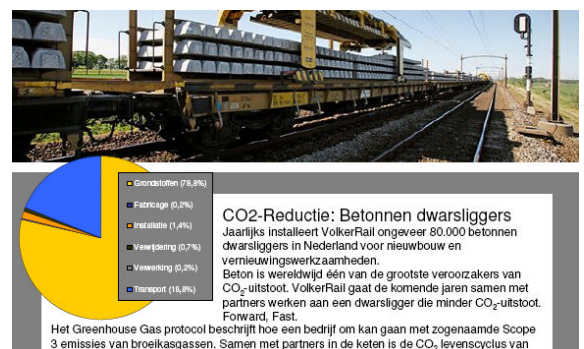 Grondstoffen (78,8%)
Fabricage (0,2%)
Installatie (1,4%)
Verwijdering (0,7%)
Verwerking (0,2%)
Transport (18,8%)
CO2-Reductie: Betonnen dwarsliggers
Jaarlijks installeert VolkerRail ongeveer 80.000 betonnen
dwarsliggers in Nederland voor nieuwbouw en
vernieuwingswerkzaamheden.
Beton is wereldwijd één van de grootste veroorzakers van
CO₂-uitstoot. VolkerRail gaat de komende jaren samen met
partners werken aan een dwarsligger die minder CO₂-uitstoot.
Forward, Fast.
Het Greenhouse Gas protocol beschrijft hoe een bedrijf om kan gaan met zogenaamde Scope
3 emissies van broeikasgassen. Samen met partners in de keten is de CO₂ levenscyclus van